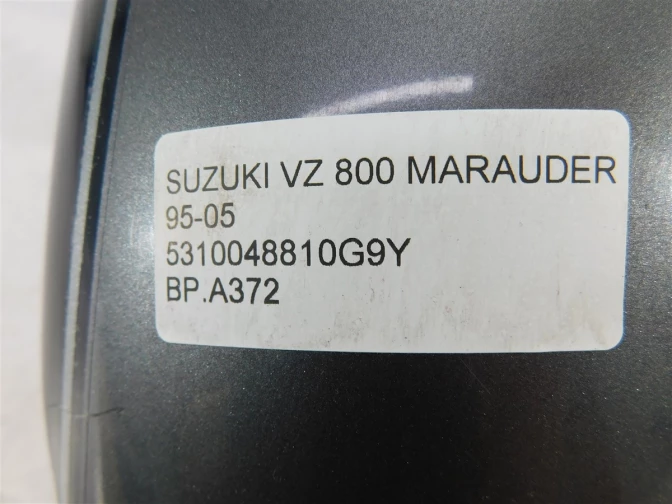 SUZUKI VZ 800 MARAUDER
95-05
5310048810G9Y
BP.A372